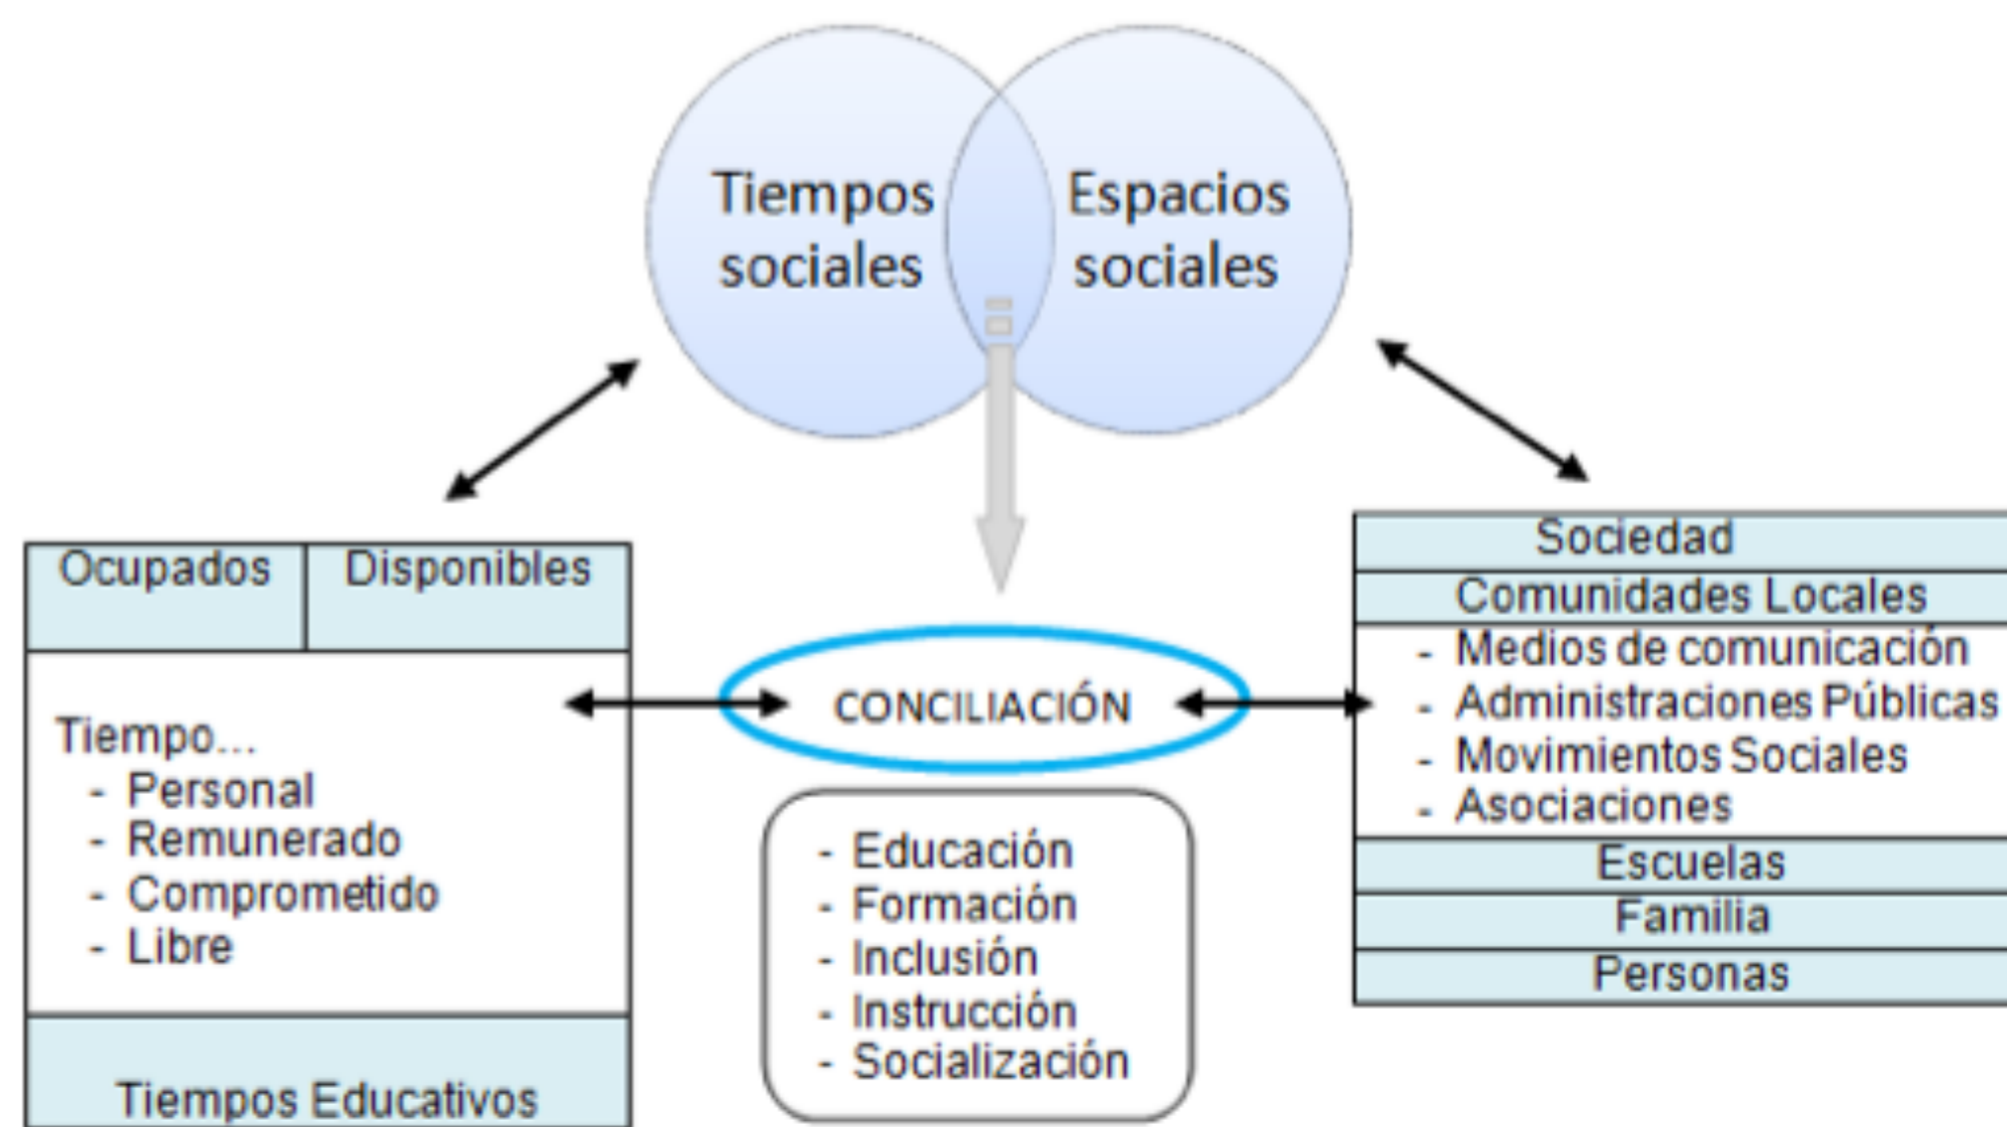 Tiempos
sociales
Espacios
sociales
Ocupados
Disponibles
Tiempo...
- Personal
- Remunerado
- Comprometido
- Libre
Tiempos Educativos
CONCILIACIÓN
- Educación
- Formación
- Inclusión
- Instrucción
- Socialización
Sociedad
Comunidades Locales
- Medios de comunicación
- Administraciones Públicas
- Movimientos Sociales
- Asociaciones
Escuelas
Familia
Personas